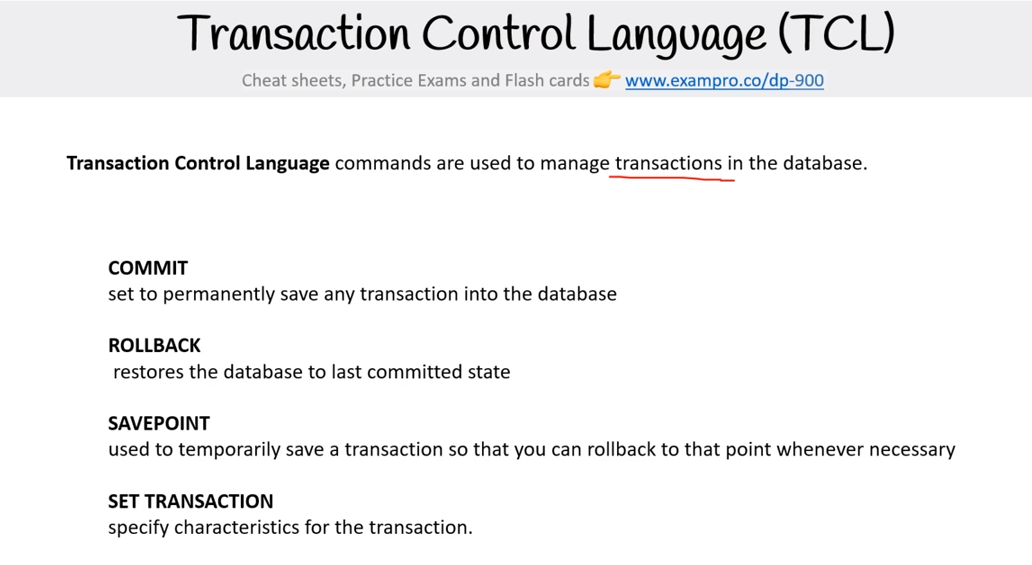 Transaction Control Language (TCL)
Cheat sheets, Practice Exams and Flash cards 👉 www.exampro.co/dp-900
Transaction Control Language commands are used to manage transactions in the database.
COMMIT
set to permanently save any transaction into the database
ROLLBACK
restores the database to last committed state
SAVEPOINT
used to temporarily save a transaction so that you can rollback to that point whenever necessary
SET TRANSACTION
specify characteristics for the transaction.